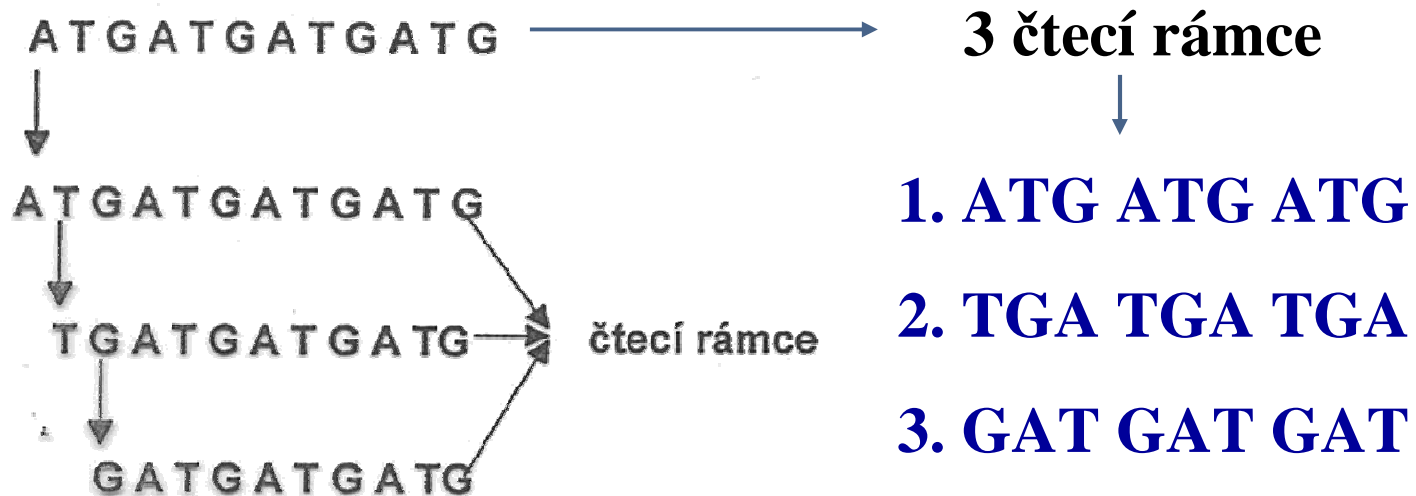 ATGATGATGATG
3 čtecí rámce
ATGATGATGATG
1. ATG ATG ATG
TGATGATGATG
čtecí rámce
2. TGA TGA TGA
GATGATGATG
3. GAT GAT GAT